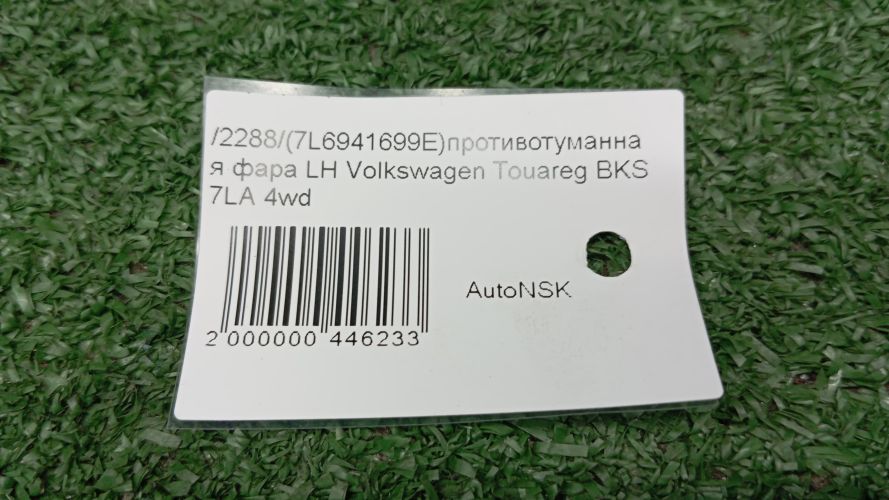 /2288/(7L6941699E)противотуманна
я фара LH Volkswagen Touareg BKS
7LA 4wd
AutoNSK
2 000000 446233